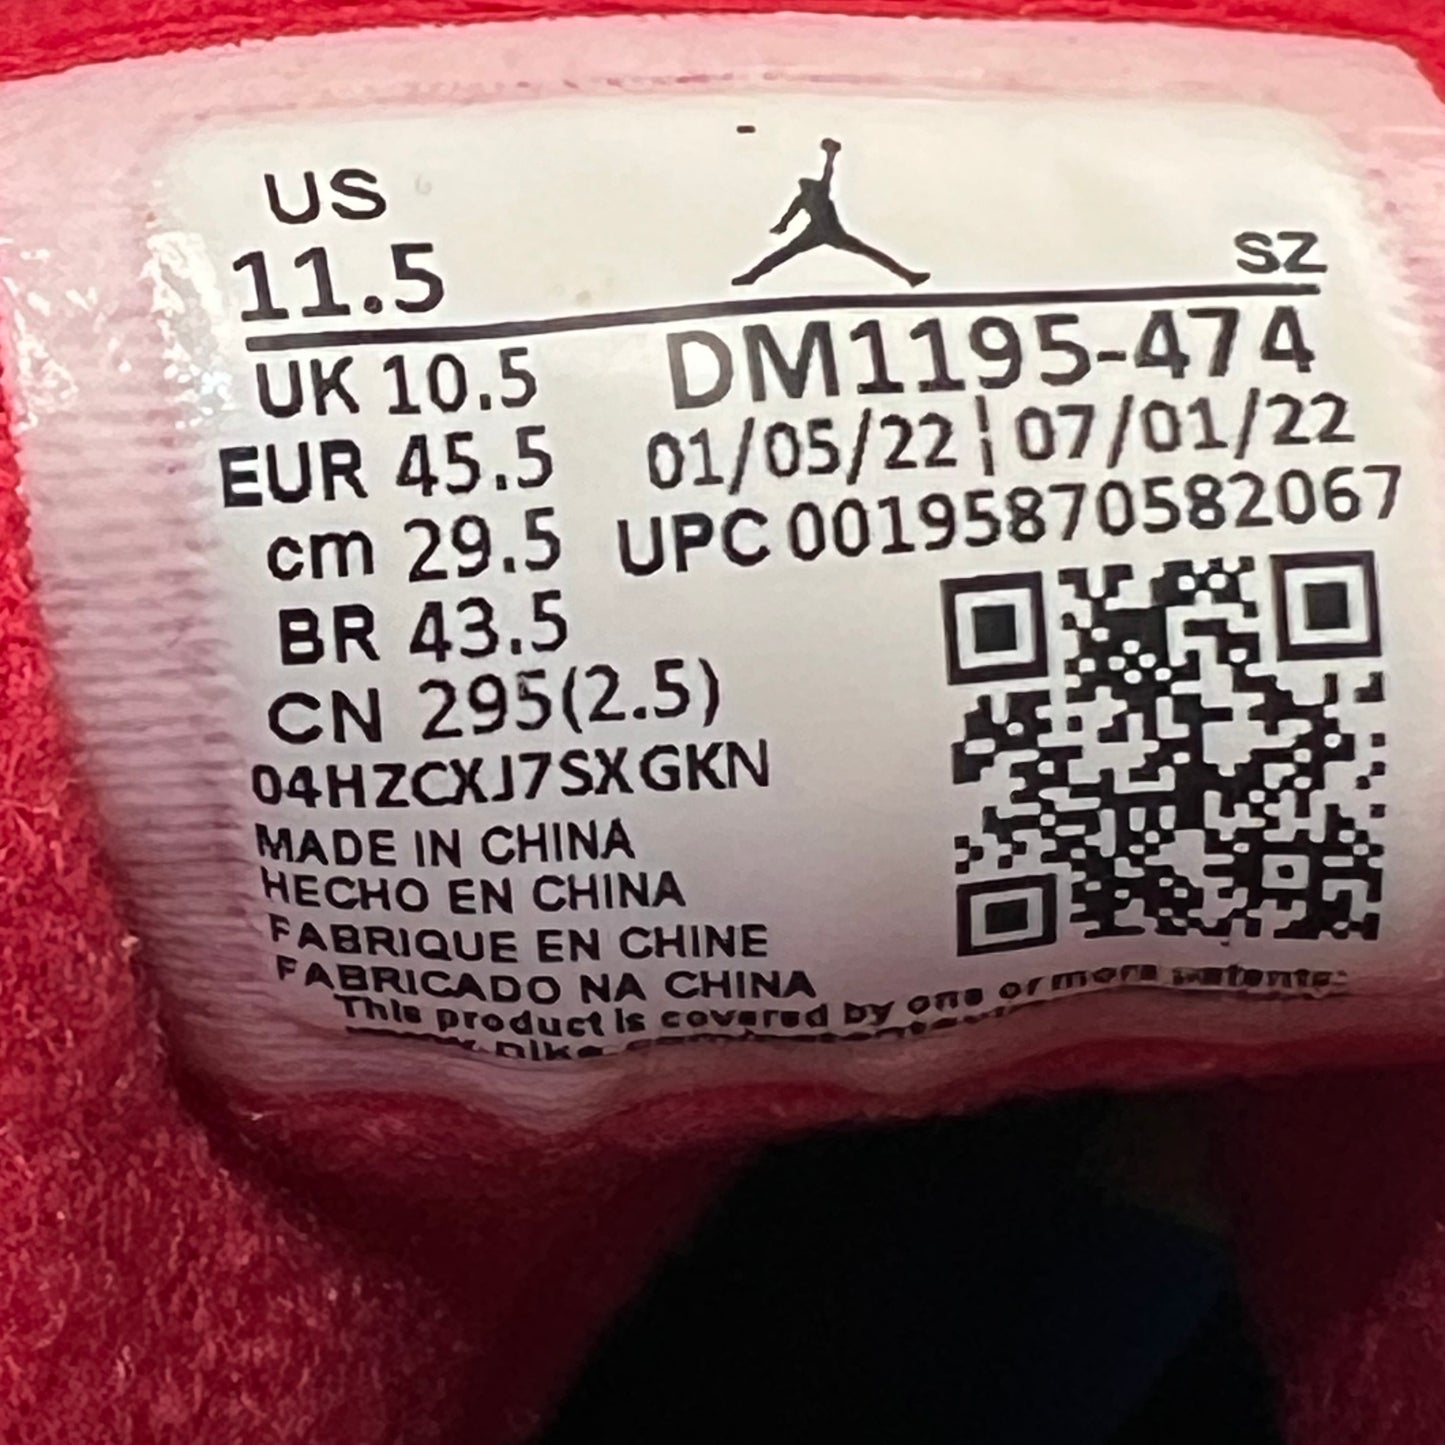 US
11.5
SZ
UK 10.5
DM1195-474
EUR 45.5
01/05/22 ¦ 07/01/22
cm 29.5
UPC 00195870582067
BR 43.5
CN 295(2.5)
04HZCXJ7SXGKN
MADE IN CHINA
HECHO EN CHINA
FABRIQUE EN CHINE
FABRICADO NA CHINA
This product is covered by one or more patents: